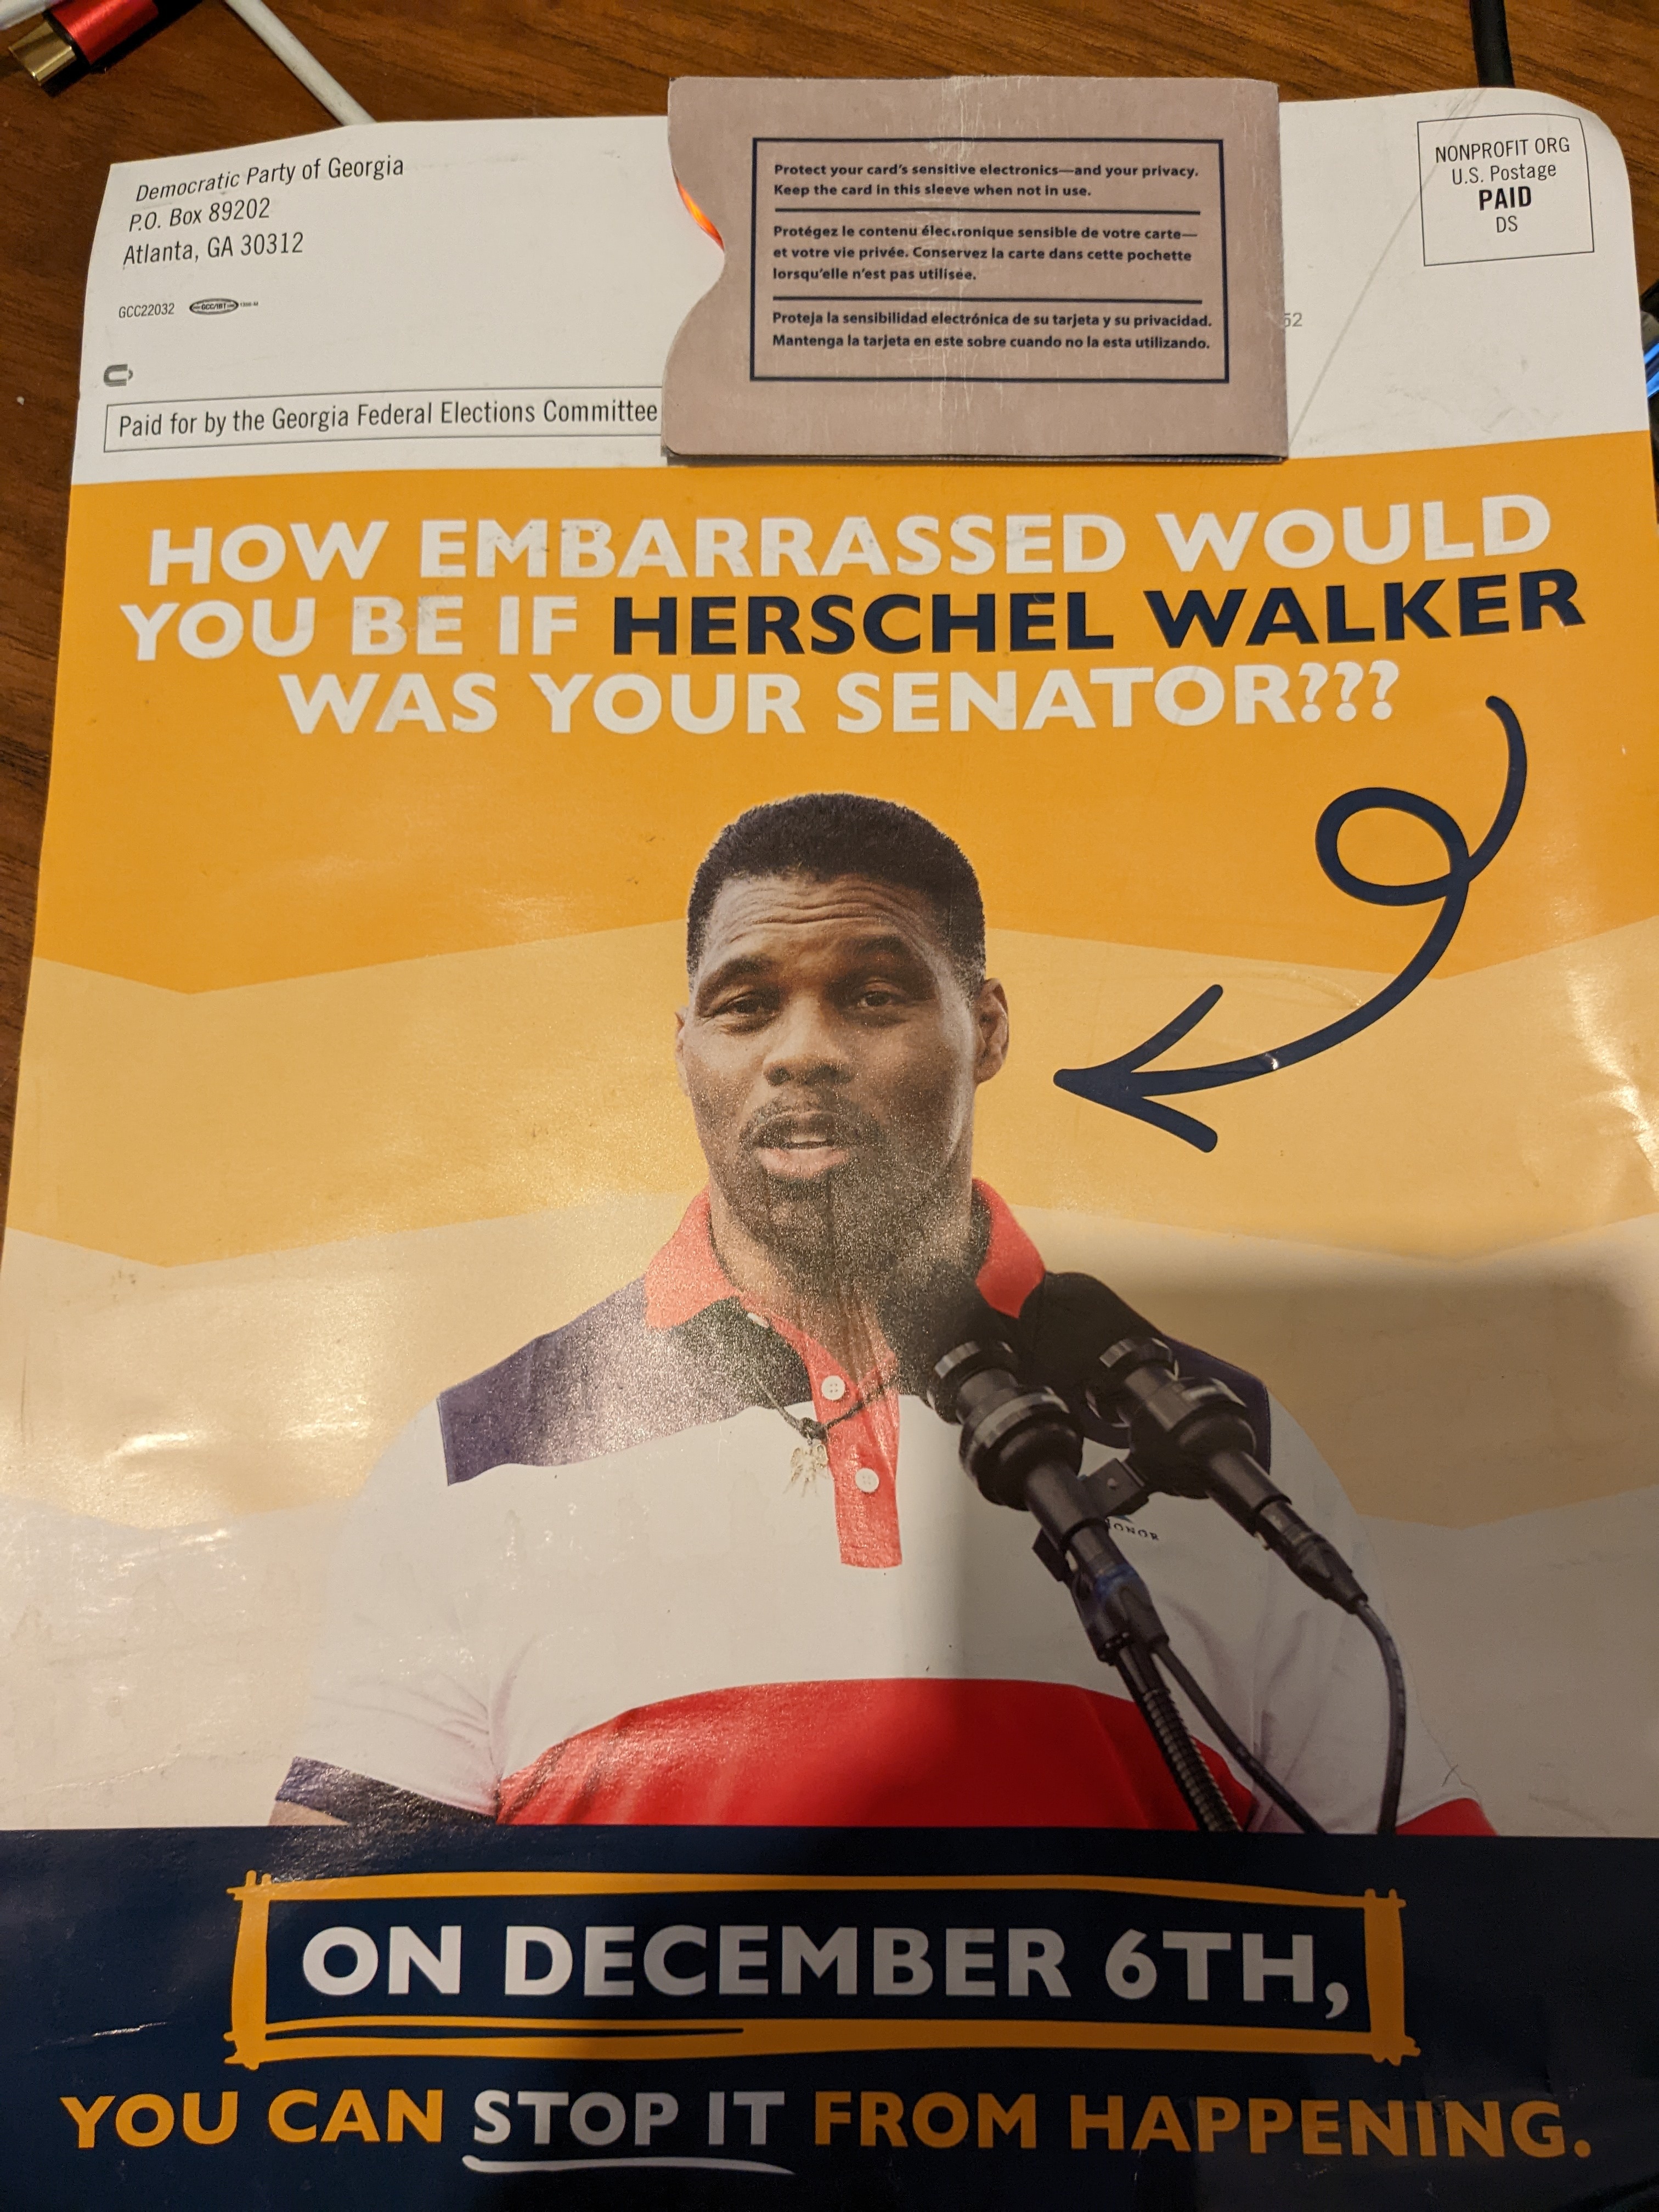 Democratic Party of Georgia
P.O. Box 89202
Atlanta, GA 30312
GCC22032
GCC/IBT
Paid for by the Georgia Federal Elections Committee
Protect your card's sensitive electronics—and your privacy.
Keep the card in this sleeve when not in use.
Protégez le contenu électronique sensible de votre carte—
et votre vie privée. Conservez la carte dans cette pochette
lorsqu'elle n'est pas utilisée.
Proteja la sensibilidad electrónica de su tarjeta y su privacidad.
Mantenga la tarjeta en este sobre cuando no la esta utilizando.
NONPROFIT ORG
U.S. Postage
PAID
DS
52
HOW EMBARRASSED WOULD
YOU BE IF HERSCHEL WALKER
WAS YOUR SENATOR???
ONOR
ON DECEMBER 6TH,
YOU CAN STOP IT FROM HAPPENING.